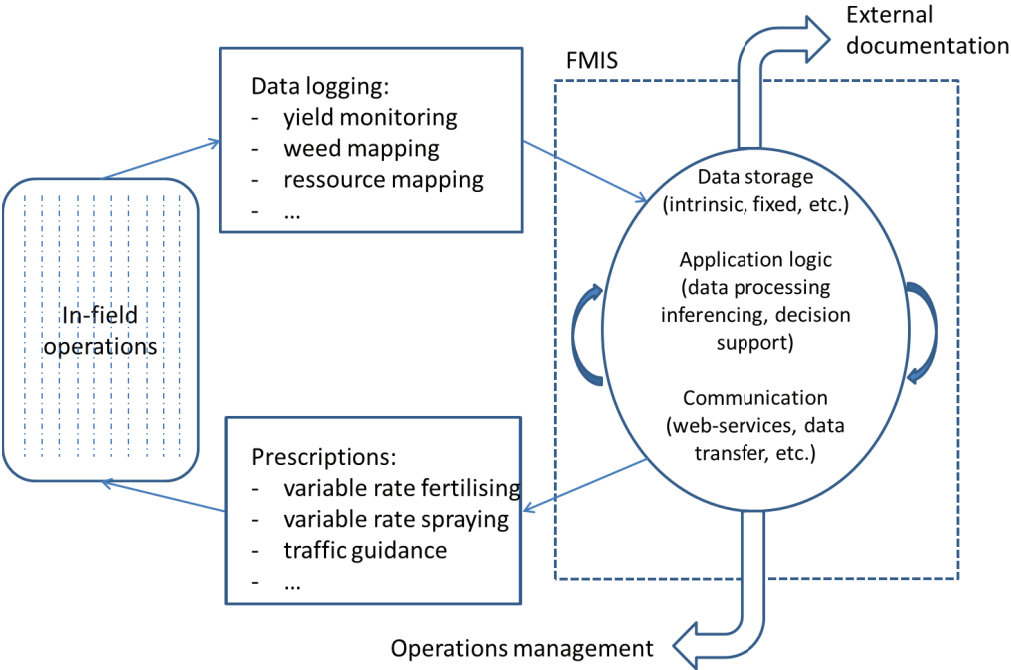 External
documentation
FMIS
Data logging:
- yield monitoring
- weed mapping
- ressource mapping
- ...
Data storage
(intrinsic, fixed, etc.)
Application logic
(data processing
inferencing, decision
support)
Communication
(web-services, data
transfer, etc.)
In-field
operations
Prescriptions:
- variable rate fertilising
- variable rate spraying
- traffic guidance
- ...
Operations management